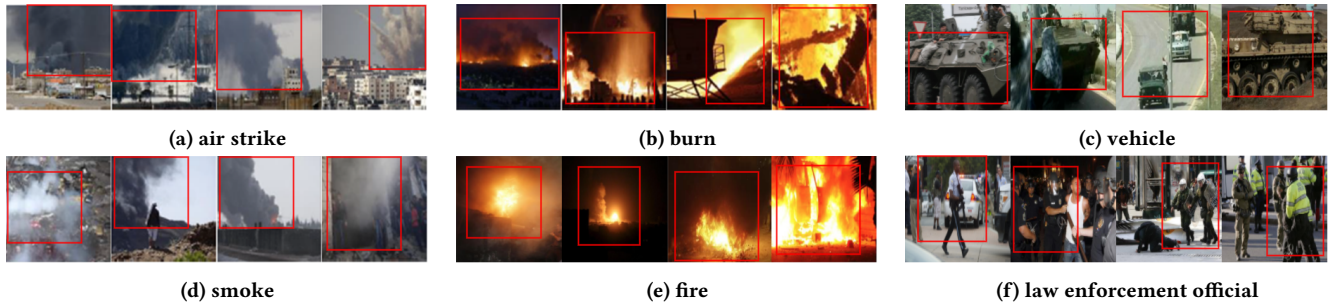 (a) air strike
(b) burn
(c) vehicle
(d) smoke
(e) fire
(f) law enforcement official